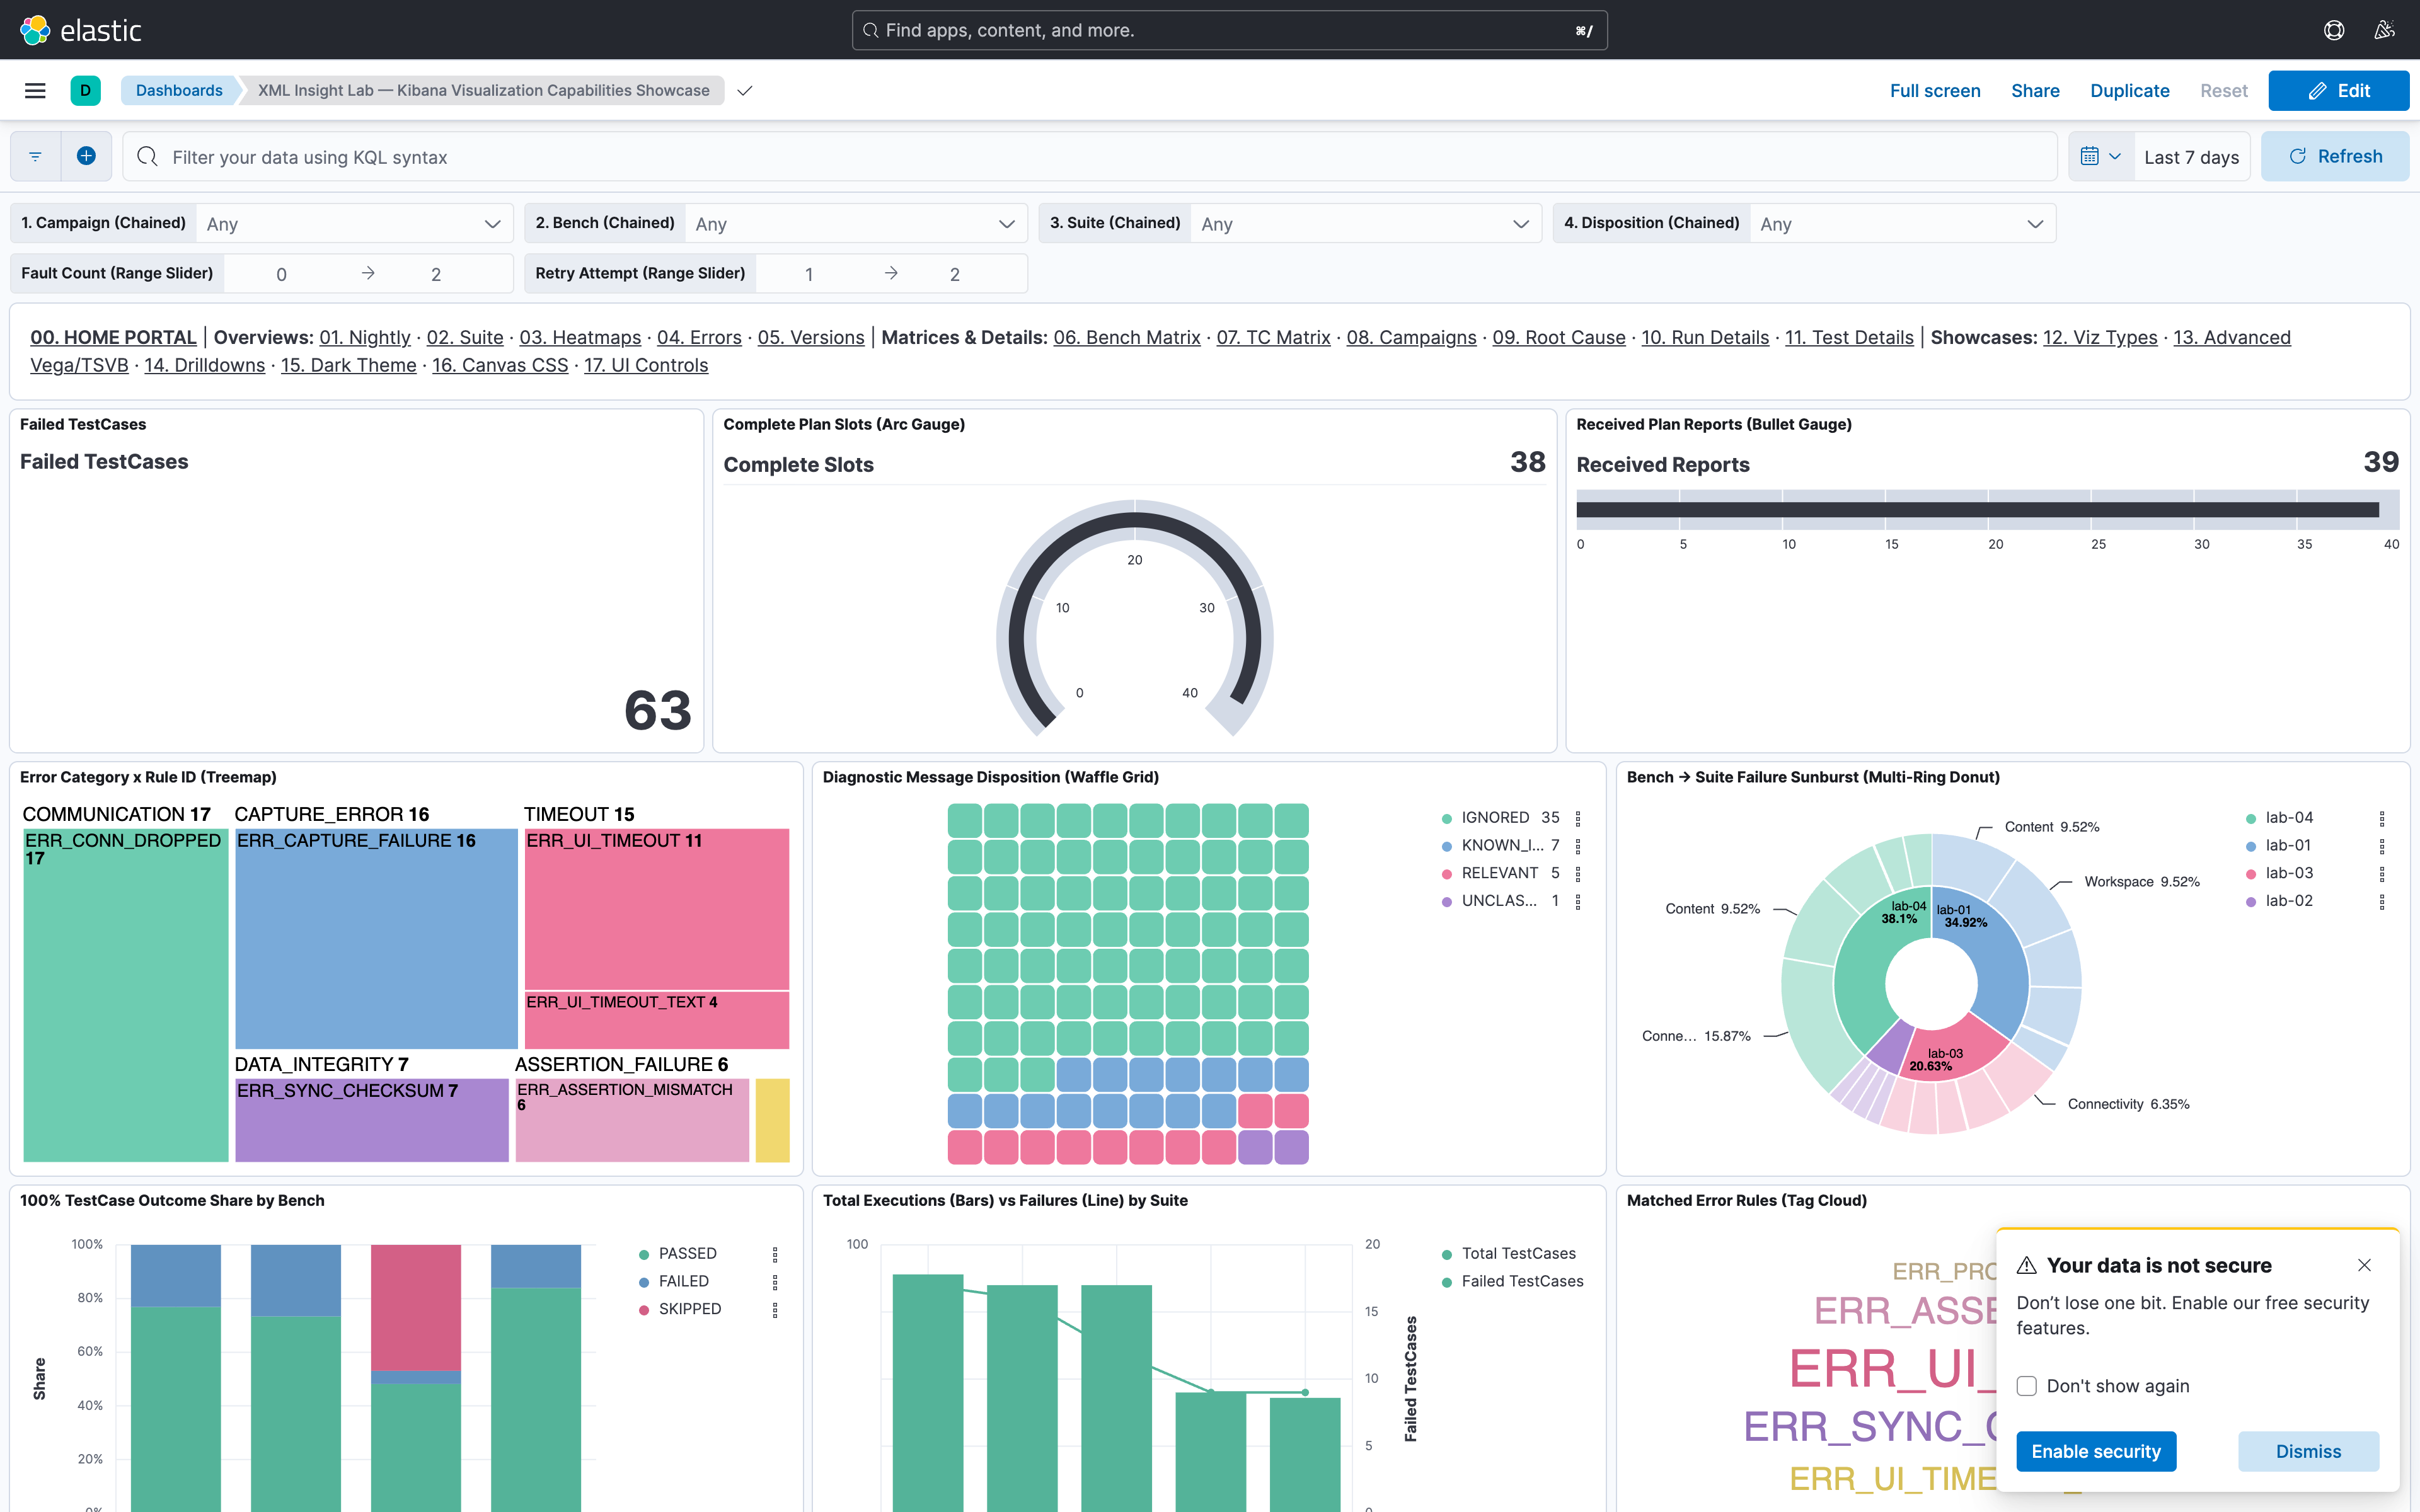 elastic
Find apps, content, and more.
⌘/
D
Dashboards
XML Insight Lab — Kibana Visualization Capabilities Showcase
Full screen
Share
Duplicate
Reset
Edit
Filter your data using KQL syntax
Last 7 days
Refresh
1. Campaign (Chained) Any
2. Bench (Chained) Any
3. Suite (Chained) Any
4. Disposition (Chained) Any
Fault Count (Range Slider) 0 → 2
Retry Attempt (Range Slider) 1 → 2
00. HOME PORTAL | Overviews: 01. Nightly · 02. Suite · 03. Heatmaps · 04. Errors · 05. Versions | Matrices & Details: 06. Bench Matrix · 07. TC Matrix · 08. Campaigns · 09. Root Cause · 10. Run Details · 11. Test Details | Showcases: 12. Viz Types · 13. Advanced
Vega/TSVB · 14. Drilldowns · 15. Dark Theme · 16. Canvas CSS · 17. UI Controls
Failed TestCases
Failed TestCases
63
Complete Plan Slots (Arc Gauge)
Complete Slots
38
20
10
30
0
40
Received Plan Reports (Bullet Gauge)
Received Reports
39
0 5 10 15 20 25 30 35 40
Error Category x Rule ID (Treemap)
COMMUNICATION 17
CAPTURE_ERROR 16
TIMEOUT 15
ERR_CONN_DROPPED
17
ERR_CAPTURE_FAILURE 16
ERR_UI_TIMEOUT 11
ERR_UI_TIMEOUT_TEXT 4
DATA_INTEGRITY 7
ASSERTION_FAILURE 6
ERR_SYNC_CHECKSUM 7
ERR_ASSERTION_MISMATCH
6
Diagnostic Message Disposition (Waffle Grid)
IGNORED 35
KNOWN_I... 7
RELEVANT 5
UNCLAS... 1
Bench → Suite Failure Sunburst (Multi-Ring Donut)
Content 9.52%
Workspace 9.52%
Content 9.52%
lab-04
38.1%
lab-01
34.92%
Conne... 15.87%
lab-03
20.63%
Connectivity 6.35%
lab-04
lab-01
lab-03
lab-02
100% TestCase Outcome Share by Bench
100%
80%
60%
40%
20%
0%
Share
PASSED
FAILED
SKIPPED
Total Executions (Bars) vs Failures (Line) by Suite
100
20
15
10
5
0
Failed TestCases
Total TestCases
Failed TestCases
Matched Error Rules (Tag Cloud)
ERR_PRO
ERR_ASSE
ERR_UI_
ERR_SYNC_C
ERR_UI_TIME
Your data is not secure
Don’t lose one bit. Enable our free security
features.
Don't show again
Enable security
Dismiss